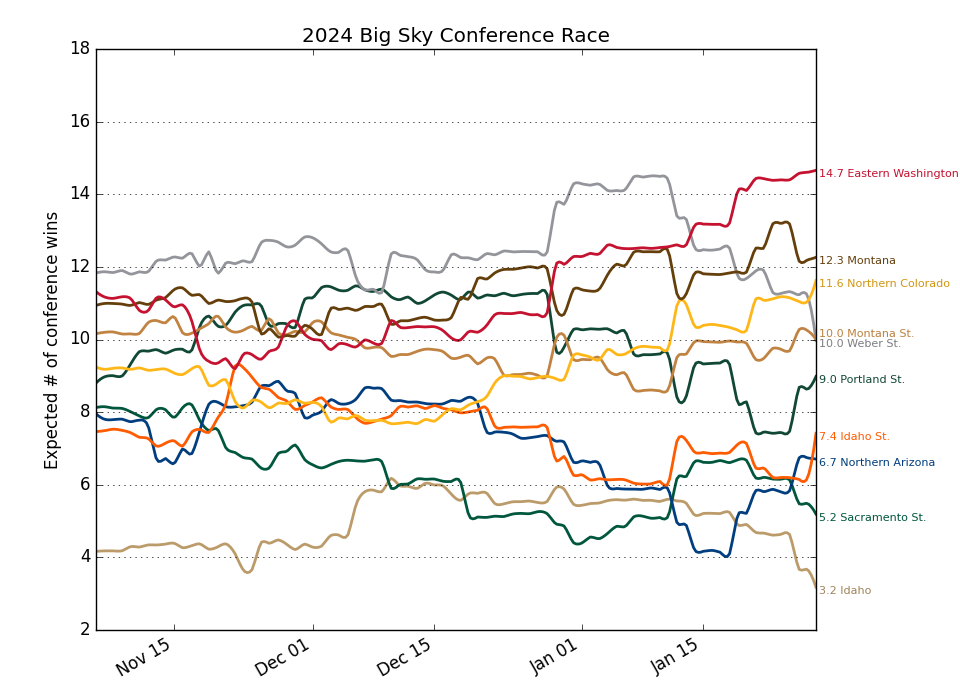 2024 Big Sky Conference Race
Expected # of conference wins
18
16
14
12
10
8
6
4
2
14.7 Eastern Washington
12.3 Montana
11.6 Northern Colorado
10.0 Montana St.
10.0 Weber St.
9.0 Portland St.
7.4 Idaho St.
6.7 Northern Arizona
5.2 Sacramento St.
3.2 Idaho
Nov 15
Dec 01
Dec 15
Jan 01
Jan 15